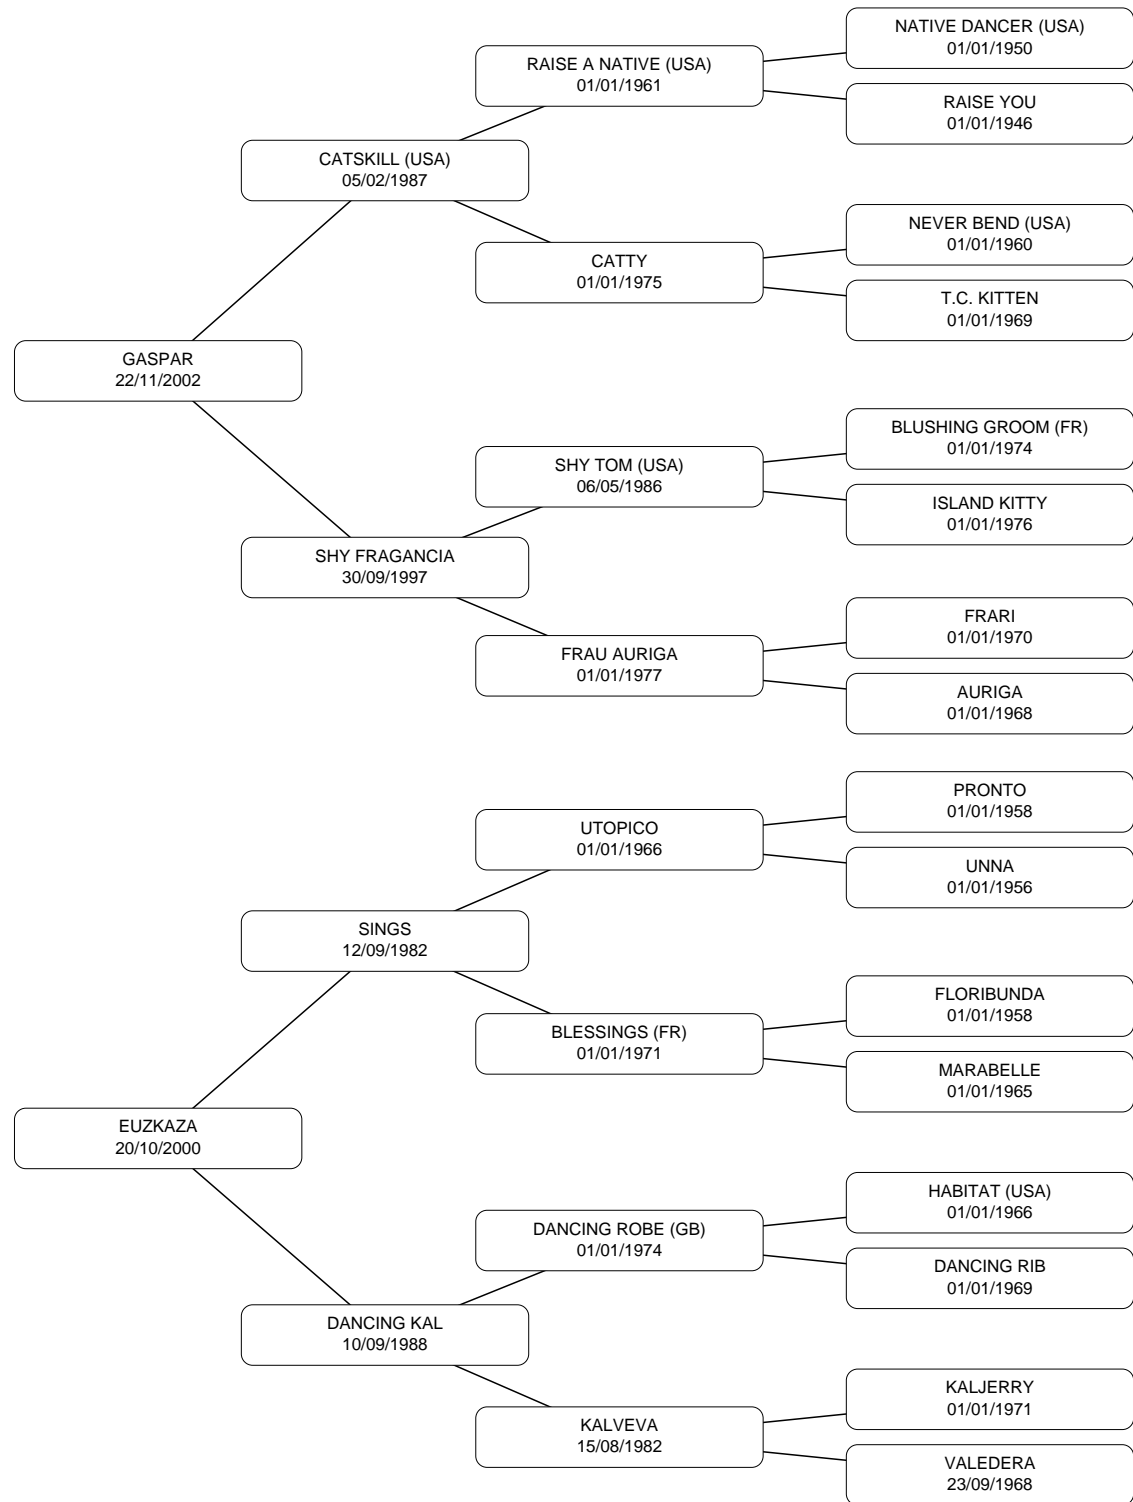 NATIVE DANCER (USA)
01/01/1950
RAISE A NATIVE (USA)
01/01/1961
RAISE YOU
01/01/1946
CATSKILL (USA)
05/02/1987
NEVER BEND (USA)
01/01/1960
CATTY
01/01/1975
T.C. KITTEN
01/01/1969
GASPAR
22/11/2002
BLUSHING GROOM (FR)
01/01/1974
SHY TOM (USA)
06/05/1986
ISLAND KITTY
01/01/1976
SHY FRAGANCIA
30/09/1997
FRARI
01/01/1970
FRAU AURIGA
01/01/1977
AURIGA
01/01/1968
PRONTO
01/01/1958
UTOPICO
01/01/1966
UNNA
01/01/1956
SINGS
12/09/1982
FLORIBUNDA
01/01/1958
BLESSINGS (FR)
01/01/1971
MARABELLE
01/01/1965
EUZKAZA
20/10/2000
HABITAT (USA)
01/01/1966
DANCING ROBE (GB)
01/01/1974
DANCING RIB
01/01/1969
DANCING KAL
10/09/1988
KALJERRY
01/01/1971
KALVEVA
15/08/1982
VALEDERA
23/09/1968